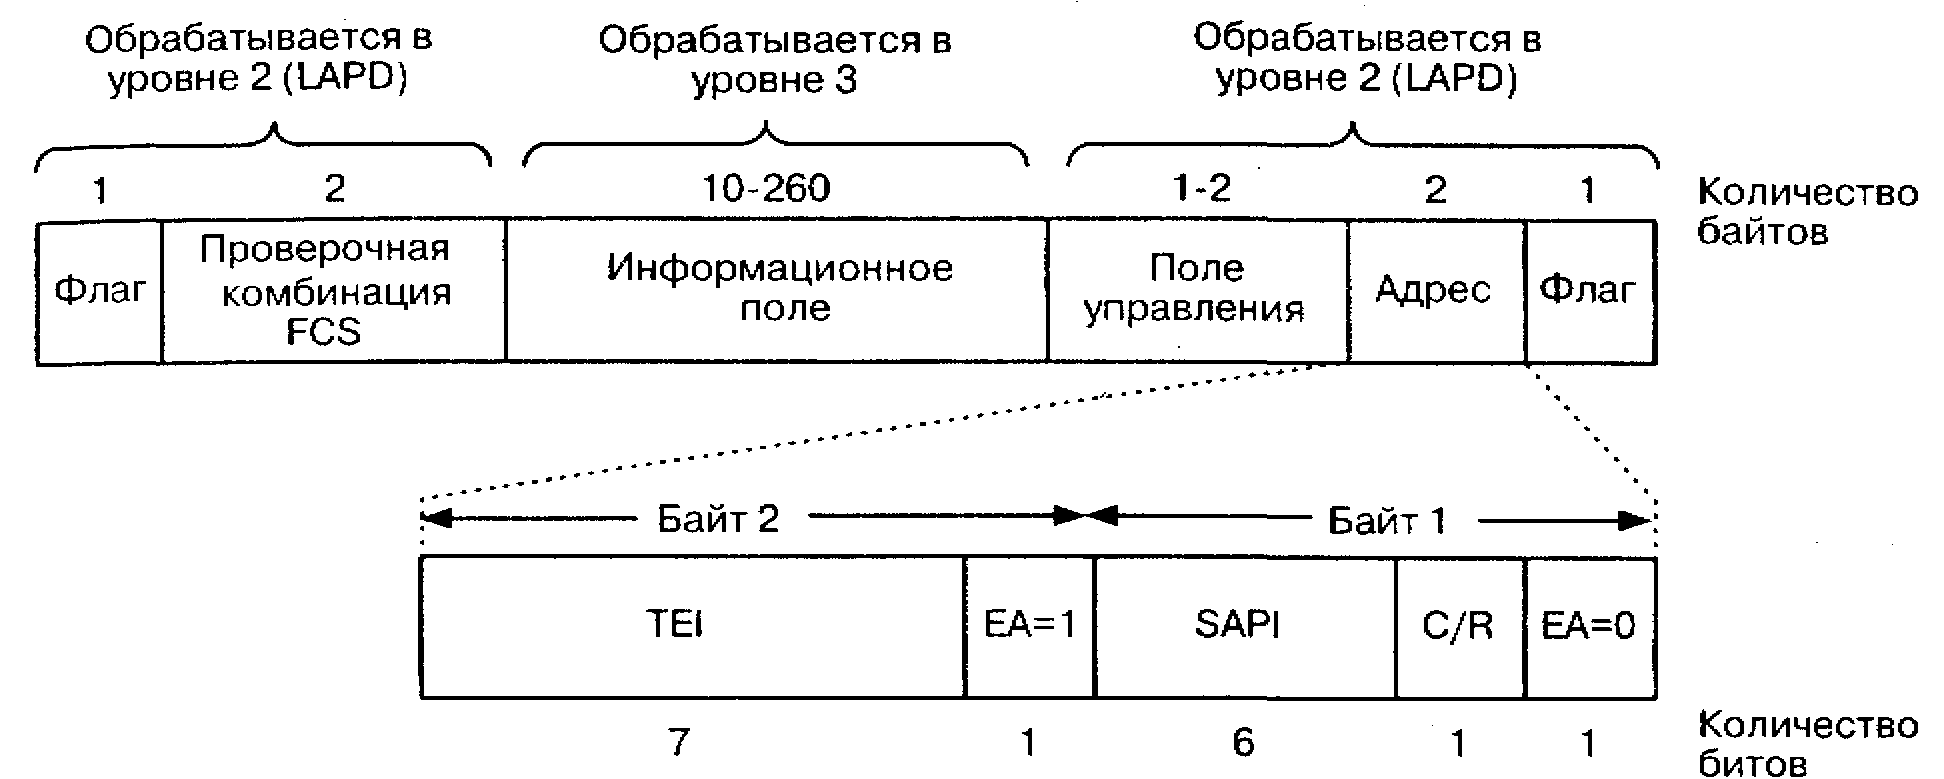 Обрабатывается в
уровне 2 (LAPD)
Обрабатывается в
уровне 3
Обрабатывается в
уровне 2 (LAPD)
1
2
10-260
1-2
2
1
Количество
байтов
Флаг
Проверочная
комбинация
FCS
Информационное
поле
Поле
управления
Адрес
Флаг
Байт 2
Байт 1
TEI
EA=1
SAPI
C/R
EA=0
7
1
6
1
1
Количество
битов